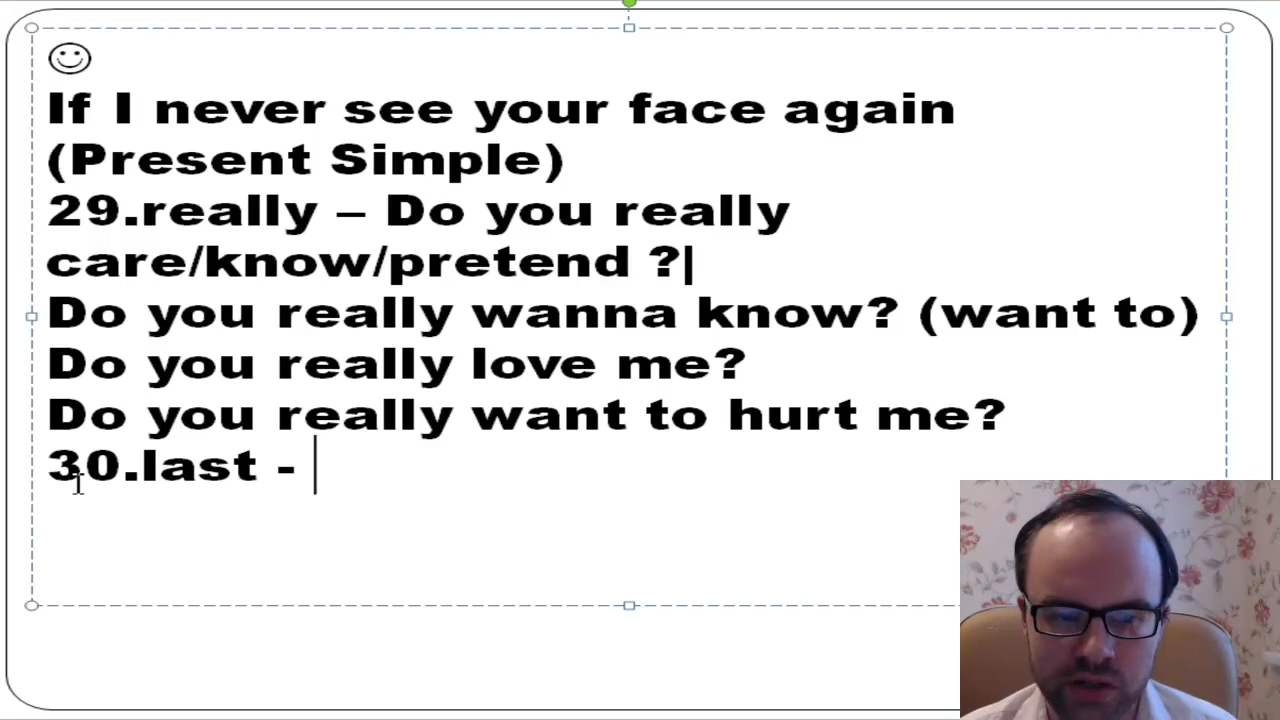 ☺
If I never see your face again
(Present Simple)
29.really – Do you really
care/know/pretend ?|
Do you really wanna know? (want to)
Do you really love me?
Do you really want to hurt me?
30.last -